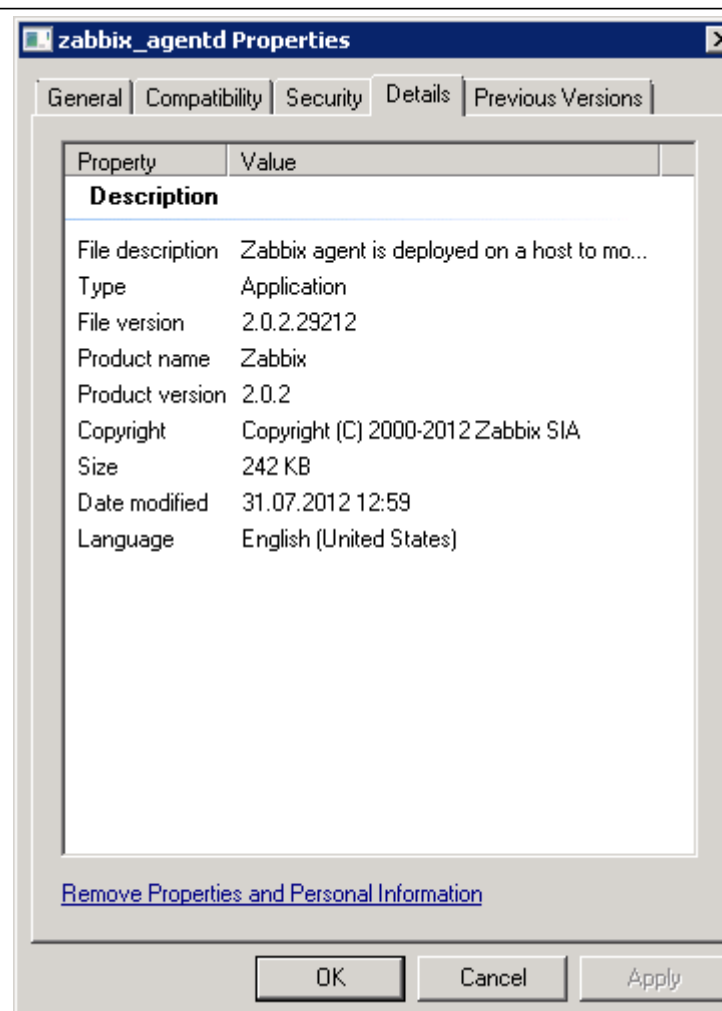 zabbix_agentd Properties
General Compatibility Security Details Previous Versions
Property Value
Description
File description Zabbix agent is deployed on a host to mo...
Type Application
File version 2.0.2.29212
Product name Zabbix
Product version 2.0.2
Copyright Copyright (C) 2000-2012 Zabbix SIA
Size 242 KB
Date modified 31.07.2012 12:59
Language English (United States)
Remove Properties and Personal Information
OK Cancel Apply